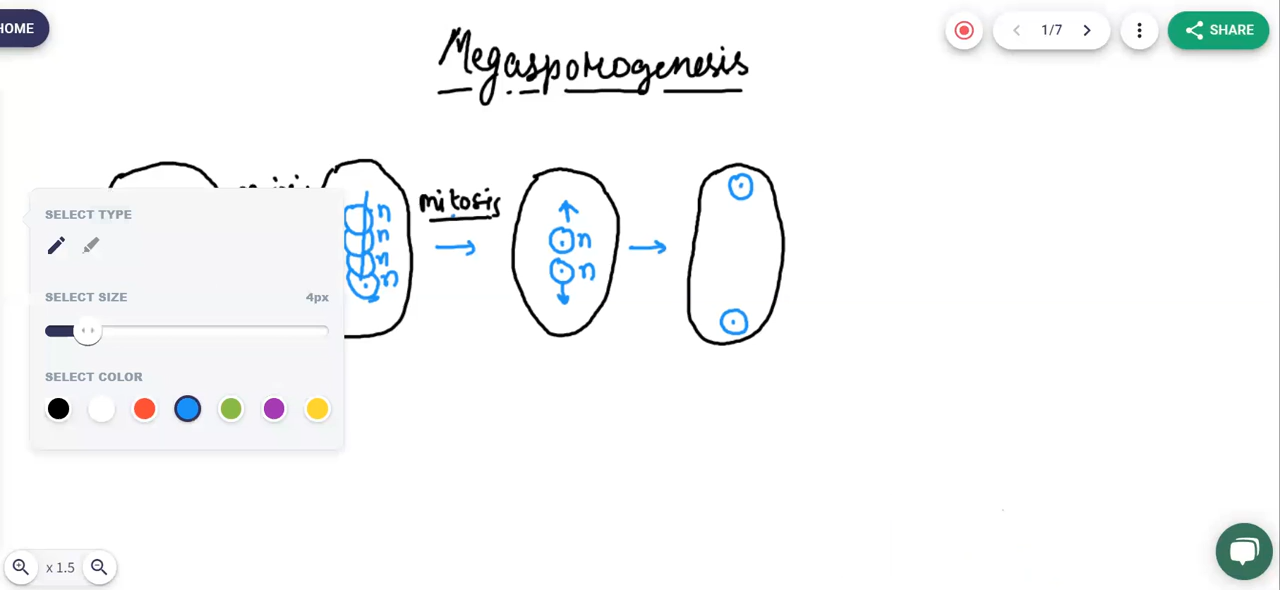 HOME
1/7
SHARE
Megasporogenesis
SELECT TYPE
SELECT SIZE 4px
SELECT COLOR
n
n
n
n
mitosis
n
n
x 1.5